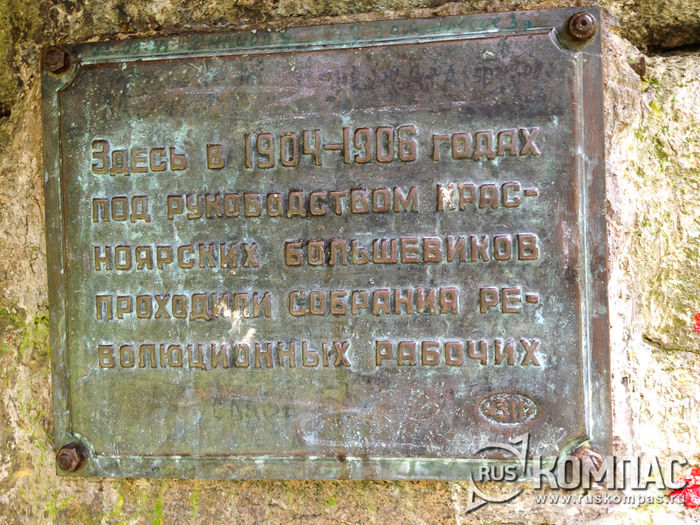 Здесь в 1904-1906 годах
под руководством Крас-
ноярских большевиков
проходили собрания ре-
волюционных рабочих
RUS КОМПАС
www.ruskompas.ru